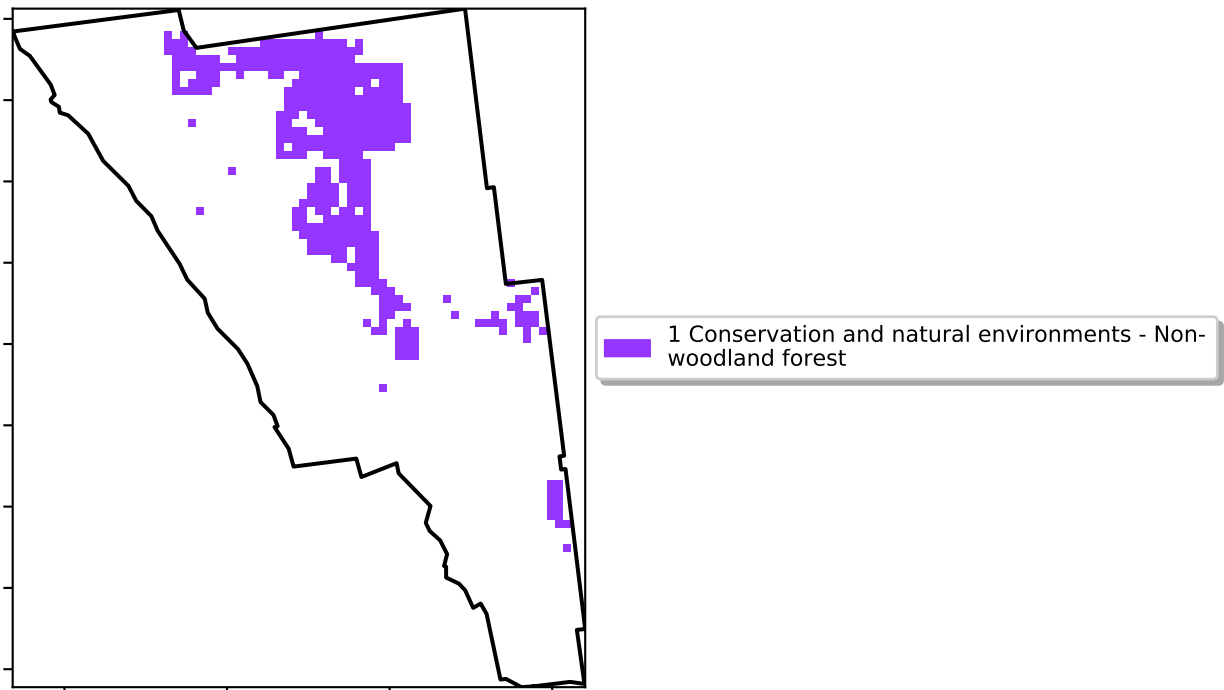 1 Conservation and natural environments - Non-
woodland forest